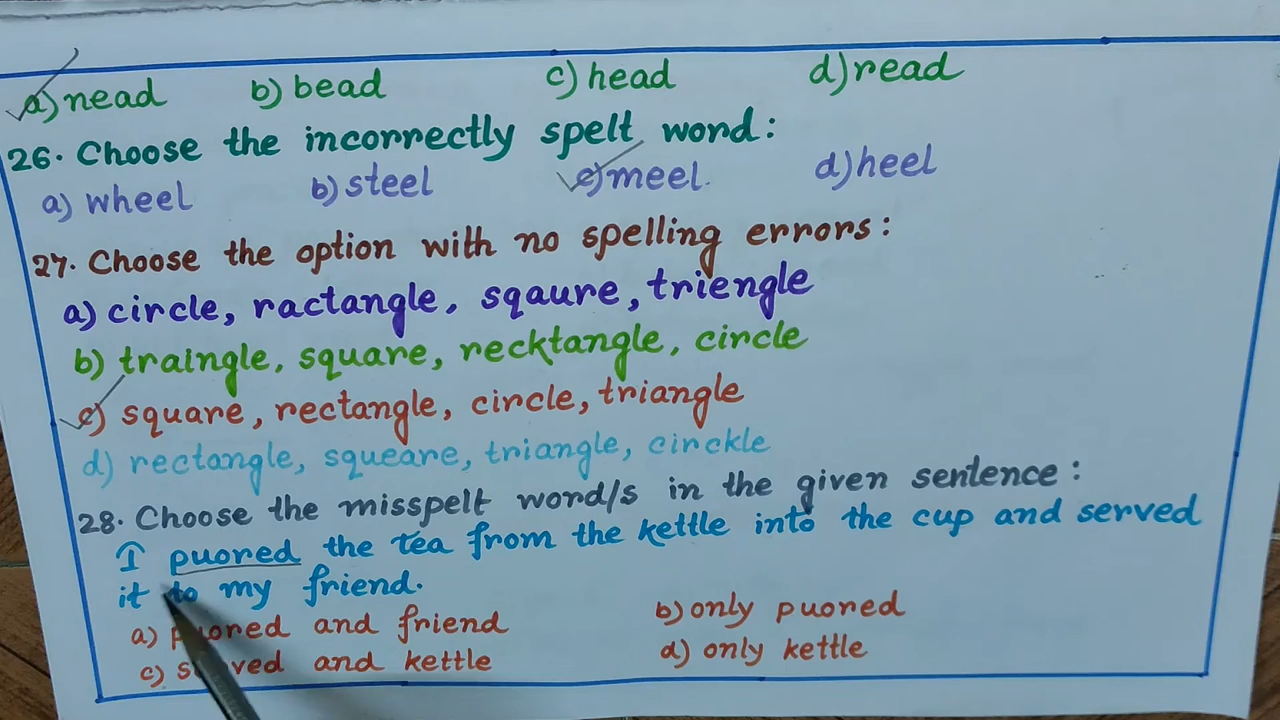 a) nead b) bead c) head d) read
26. Choose the incorrectly spelt word:
a) wheel b) steel c) meel. d) heel
27. Choose the option with no spelling errors:
a) circle, ractangle, sqaure, triengle
b) traingle, square, recktangle, circle
c) square, rectangle, circle, triangle
d) rectangle, squeare, triangle, circkle
28. Choose the misspelt word/s in the given sentence:
I puored the tea from the kettle into the cup and served
it to my friend.
a) puored and friend b) only puored
c) served and kettle d) only kettle